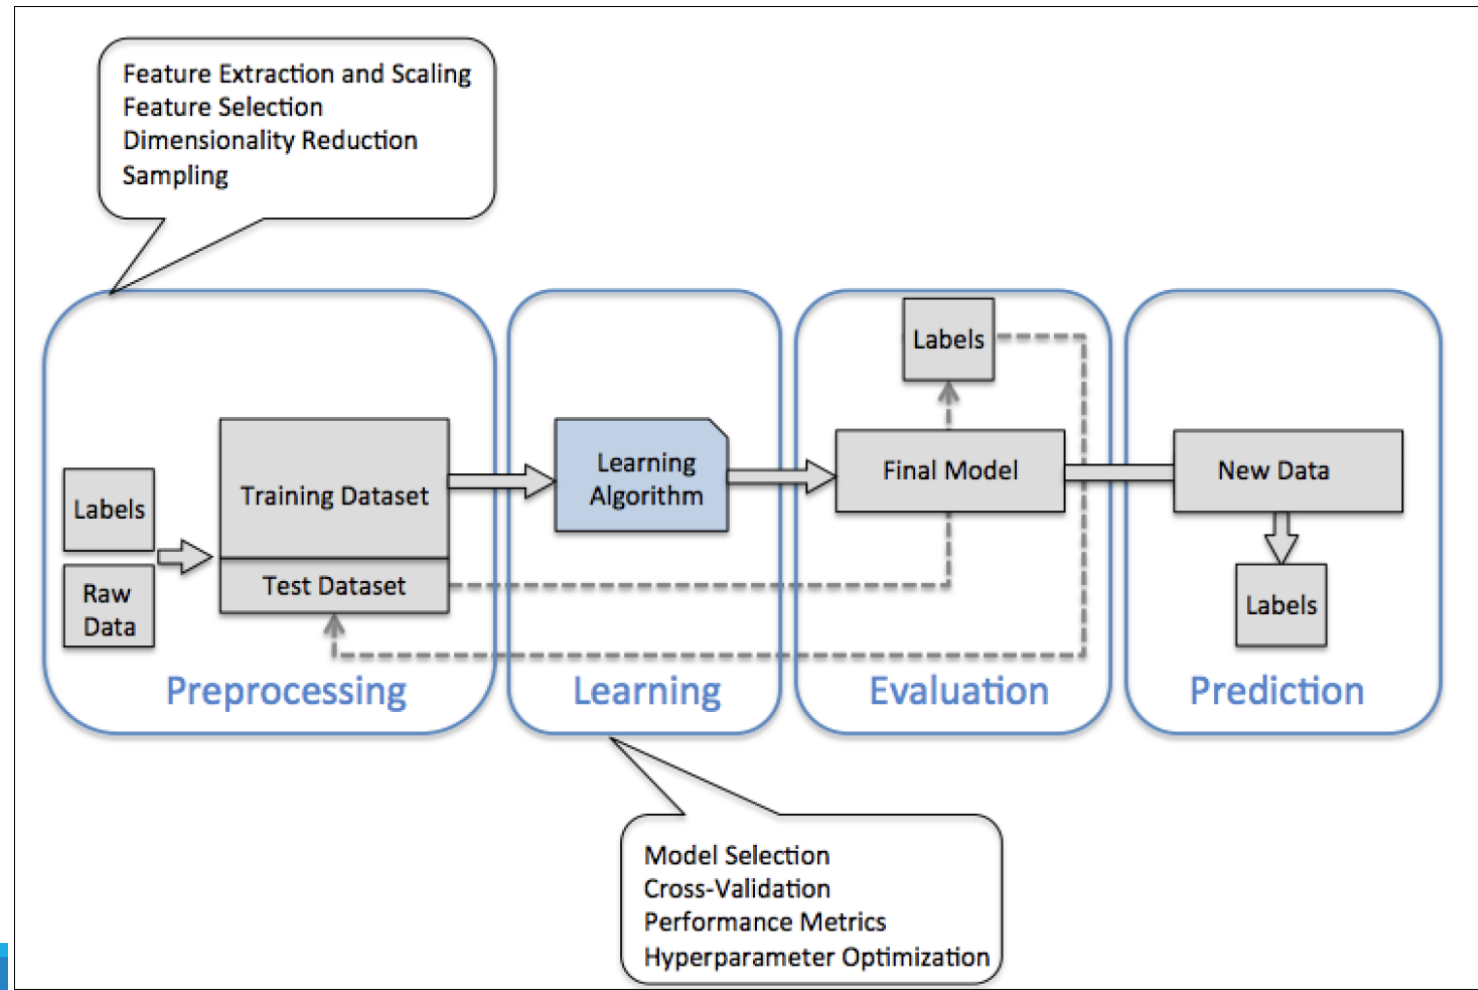 Feature Extraction and Scaling
Feature Selection
Dimensionality Reduction
Sampling
Labels
Raw
Data
Training Dataset
Test Dataset
Preprocessing
Learning
Algorithm
Learning
Labels
Final Model
Evaluation
New Data
Labels
Prediction
Model Selection
Cross-Validation
Performance Metrics
Hyperparameter Optimization